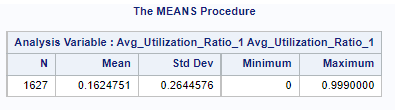 The MEANS Procedure
Analysis Variable : Avg_Utilization_Ratio_1 Avg_Utilization_Ratio_1
N Mean Std Dev Minimum Maximum
1627 0.1624751 0.2644576 0 0.9990000